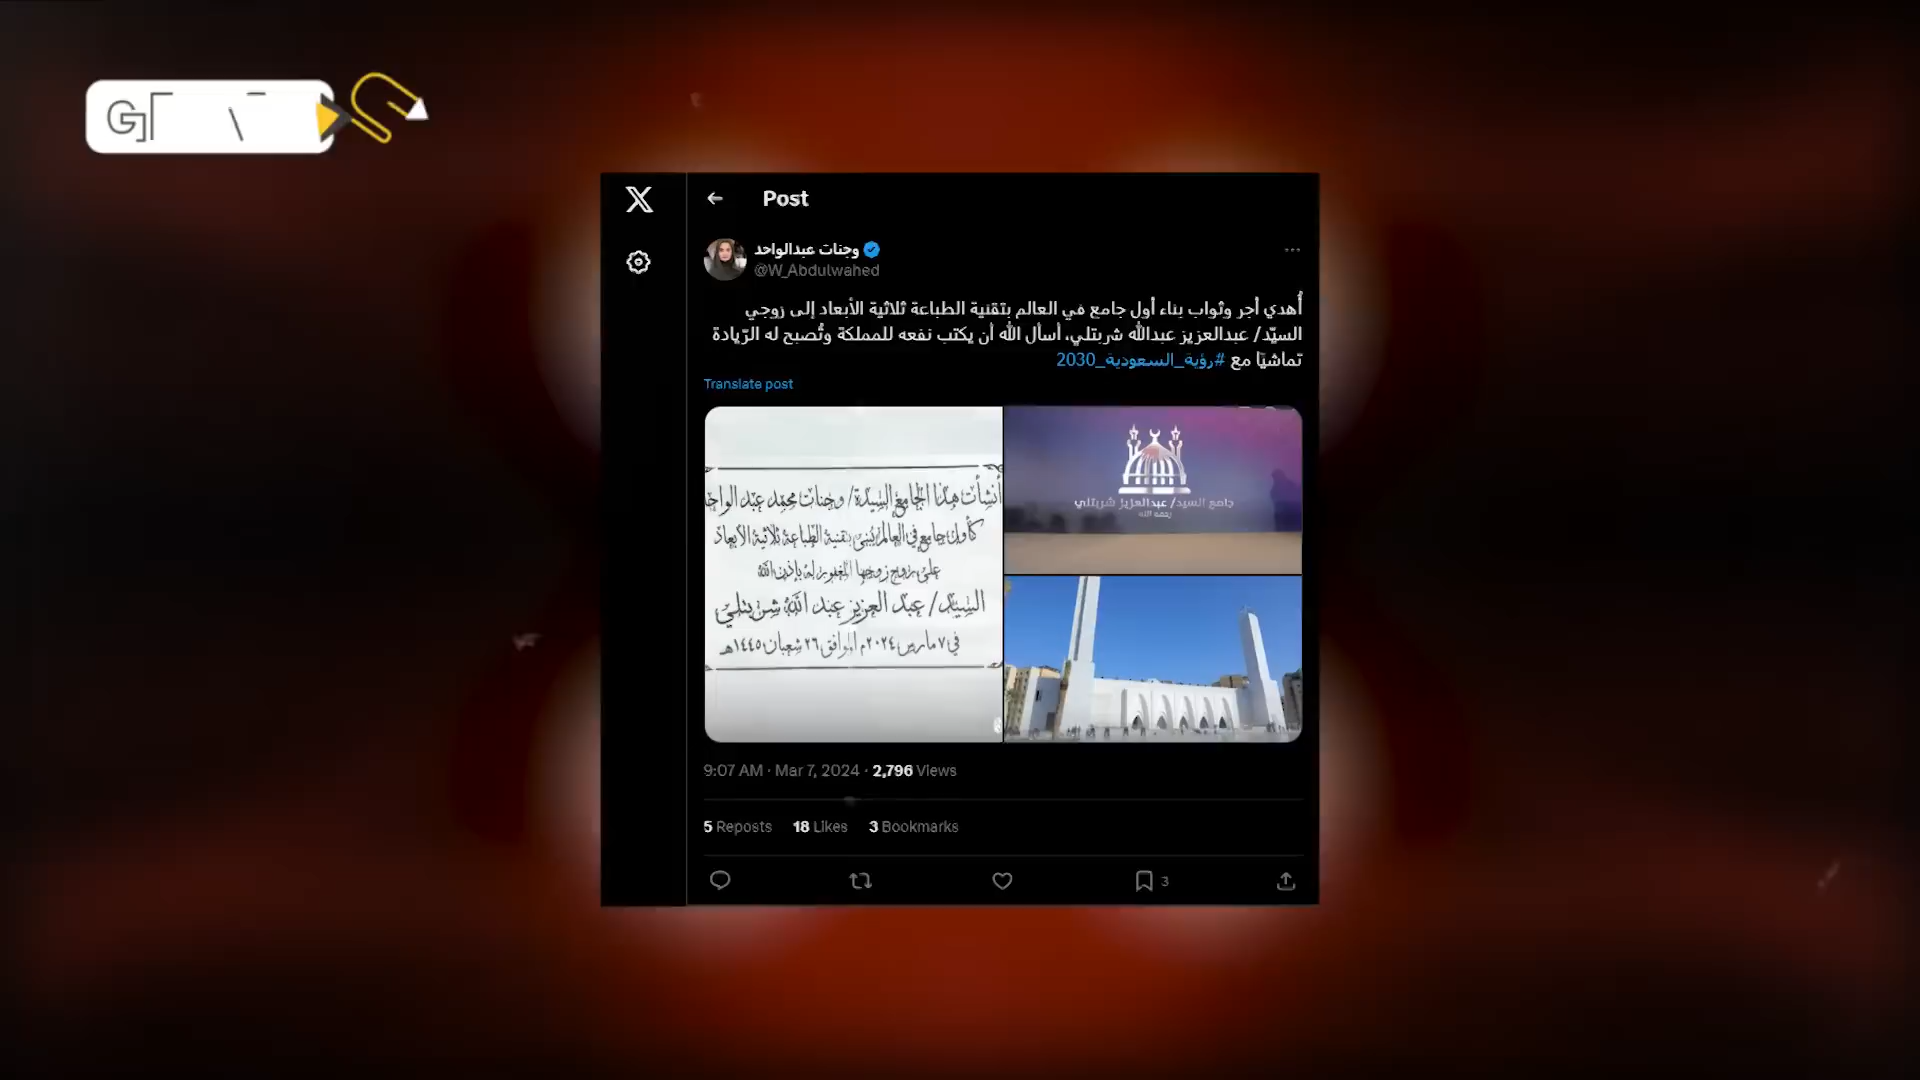 Post
وجنات عبدالواحد
@W_Abdulwahed
أُهدي أجر وثواب بناء أول جامع في العالم بتقنية الطباعة ثلاثية الأبعاد إلى زوجي
السيّد/ عبدالعزيز عبدالله شربتلي، أسأل الله أن يكتب نفعه للمملكة وتُصبح له الرّيادة
تماشيًا مع #رؤية_السعودية_2030
Translate post
أنشأت هذا الجامع السيدة/ وجنات محمد عبد الواحد
كأول جامع في العالم يُبنى بتقنية الطباعة ثلاثية الأبعاد
على روح زوجها المغفور له بإذن الله
السيد/ عبد العزيز عبد الله شربتلي
في ٧ مارس ٢٠٢٤م الموافق ٢٦ شعبان ١٤٤٥هـ
جامع السيد/ عبدالعزيز شربتلي
رحمه الله
9:07 AM · Mar 7, 2024 · 2,796 Views
5 Reposts 18 Likes 3 Bookmarks
3